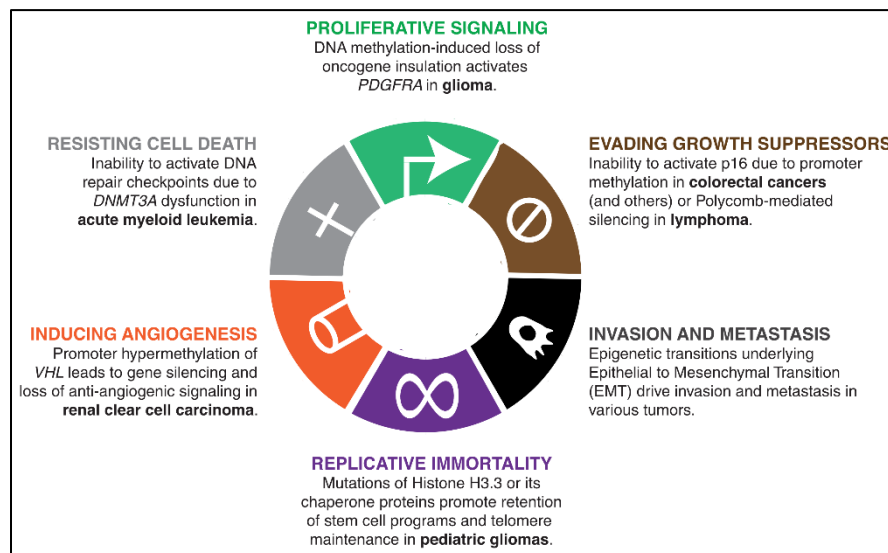 PROLIFERATIVE SIGNALING
DNA methylation-induced loss of
oncogene insulation activates
PDGFRA in glioma.
RESISTING CELL DEATH
Inability to activate DNA
repair checkpoints due to
DNMT3A dysfunction in
acute myeloid leukemia.
EVADING GROWTH SUPPRESSORS
Inability to activate p16 due to promoter
methylation in colorectal cancers
(and others) or Polycomb-mediated
silencing in lymphoma.
INDUCING ANGIOGENESIS
Promoter hypermethylation of
VHL leads to gene silencing and
loss of anti-angiogenic signaling in
renal clear cell carcinoma.
INVASION AND METASTASIS
Epigenetic transitions underlying
Epithelial to Mesenchymal Transition
(EMT) drive invasion and metastasis in
various tumors.
REPLICATIVE IMMORTALITY
Mutations of Histone H3.3 or its
chaperone proteins promote retention
of stem cell programs and telomere
maintenance in pediatric gliomas.